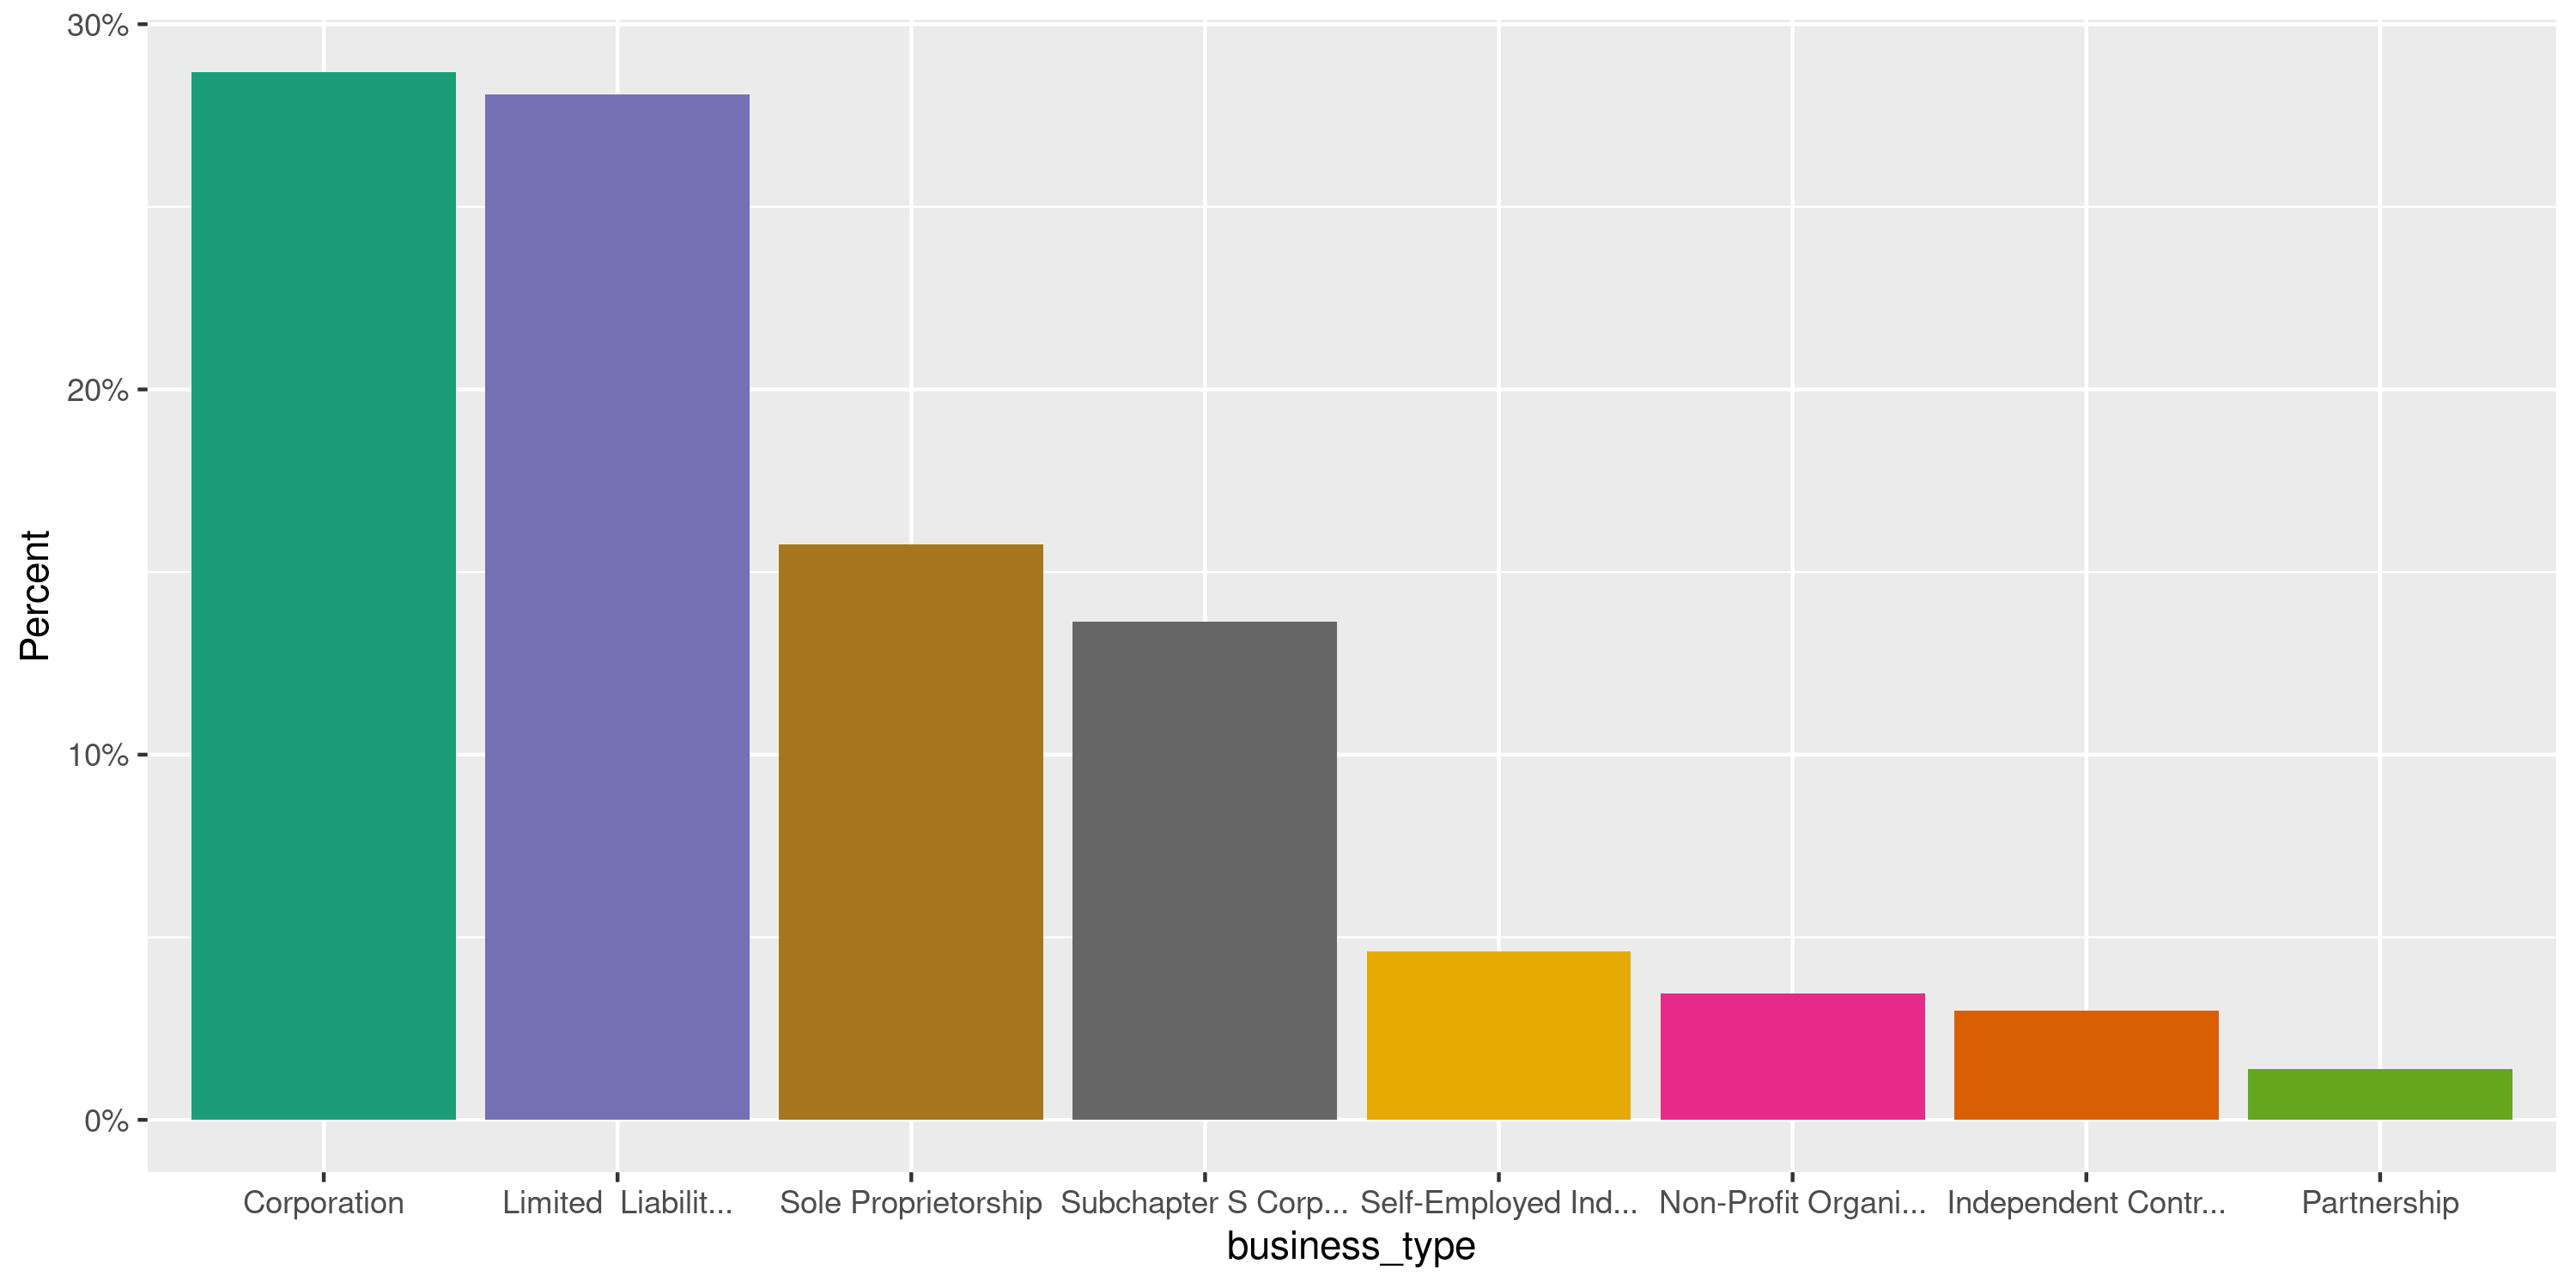 30%
20%
10%
0%
Percent
Corporation
Limited  Liabilit...
Sole Proprietorship
Subchapter S Corp...
Self-Employed Ind...
Non-Profit Organi...
Independent Contr...
Partnership
business_type